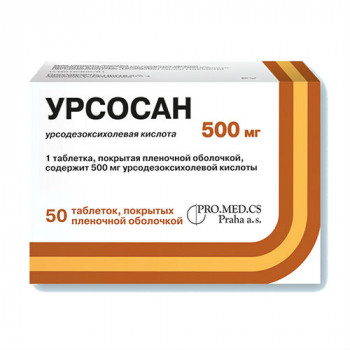 УРСОСАН
урсодезоксихолевая кислота
500 мг
1 таблетка, покрытая пленочной оболочкой,
содержит 500 мг урсодезоксихолевой кислоты
50 таблеток, покрытых
пленочной оболочкой
PRO.MED.CS
Praha a.s.